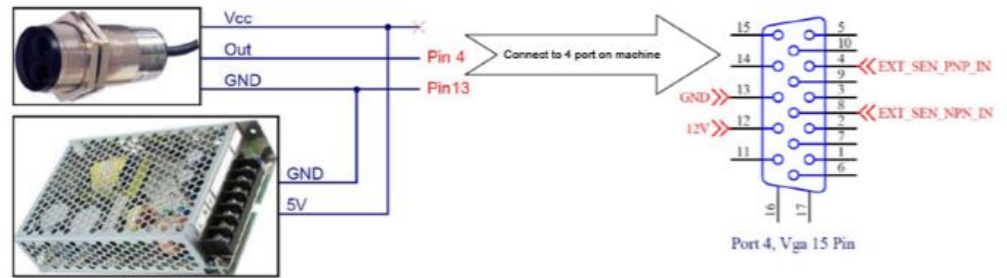 Vcc
Out
GND
Pin 4
Pin13
GND
5V
Connect to 4 port on machine
15
5
10
14
4
EXT_SEN_PNP_IN
9
GND
13
3
8
EXT_SEN_NPN_IN
12V
12
2
7
11
1
6
16
17
Port 4, Vga 15 Pin